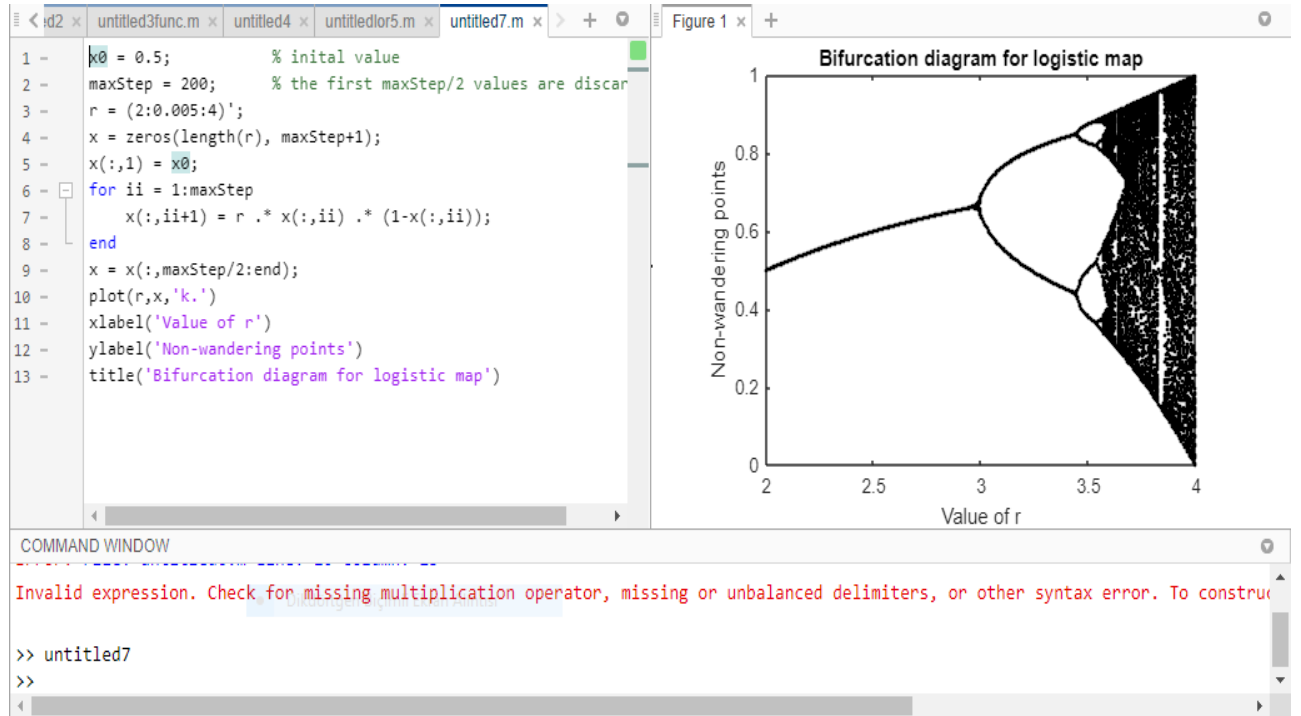 ed2 × untitled3func.m × untitled4 × untitledlor5.m × untitled7.m ×
1 x0 = 0.5; % inital value
2 maxStep = 200; % the first maxStep/2 values are discar
3 r = (2:0.005:4)';
4 x = zeros(length(r), maxStep+1);
5 x(:,1) = x0;
6 for ii = 1:maxStep
7 x(:,ii+1) = r .* x(:,ii) .* (1-x(:,ii));
8 end
9 x = x(:,maxStep/2:end);
10 plot(r,x,'k.')
11 xlabel('Value of r')
12 ylabel('Non-wandering points')
13 title('Bifurcation diagram for logistic map')
Figure 1 ×
Bifurcation diagram for logistic map
Non-wandering points
1
0.8
0.6
0.4
0.2
0
2 2.5 3 3.5 4
Value of r
COMMAND WINDOW
Invalid expression. Check for missing multiplication operator, missing or unbalanced delimiters, or other syntax error. To construc
>> untitled7
>>